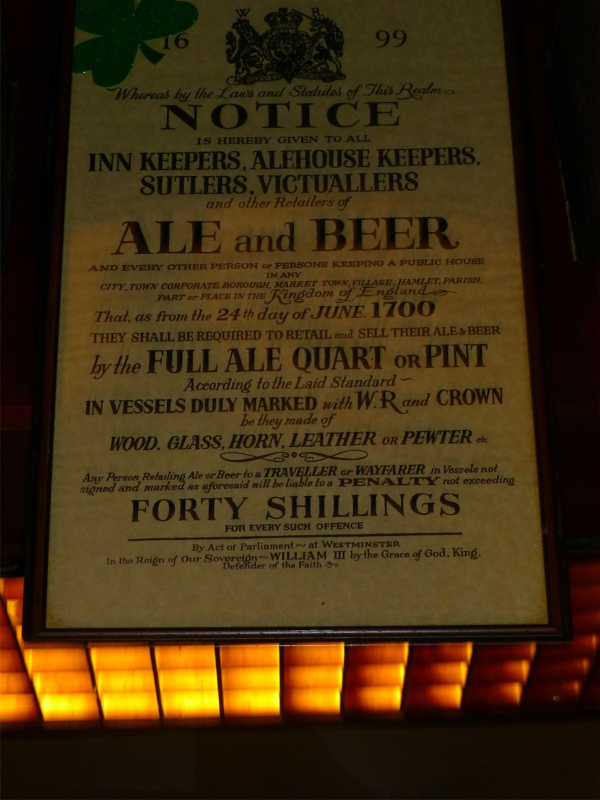 W R
16 99
Whereas by the Laws and Statutes of This Realm
NOTICE
IS HEREBY GIVEN TO ALL
INN KEEPERS, ALEHOUSE KEEPERS,
SUTLERS, VICTUALLERS
and other Retailers of
ALE and BEER
AND EVERY OTHER PERSON or PERSONS KEEPING A PUBLIC HOUSE
IN ANY
CITY, TOWN CORPORATE, BOROUGH, MARKET TOWN, VILLAGE, HAMLET, PARISH,
PART or PLACE IN THE Kingdom of England
That, as from the 24th day of JUNE, 1700
THEY SHALL BE REQUIRED TO RETAIL and SELL THEIR ALE & BEER
by the FULL ALE QUART OR PINT
According to the Laid Standard
IN VESSELS DULY MARKED with W.R and CROWN
be they made of
WOOD, GLASS, HORN, LEATHER OR PEWTER etc
Any Person Retailing Ale or Beer to a TRAVELLER or WAYFARER in Vessels not
signed and marked as aforesaid will be liable to a PENALTY not exceeding
FORTY SHILLINGS
FOR EVERY SUCH OFFENCE
By Act of Parliament ~ at WESTMINSTER
In the Reign of Our Sovereign ~ WILLIAM III by the Grace of God, King,
Defender of the Faith